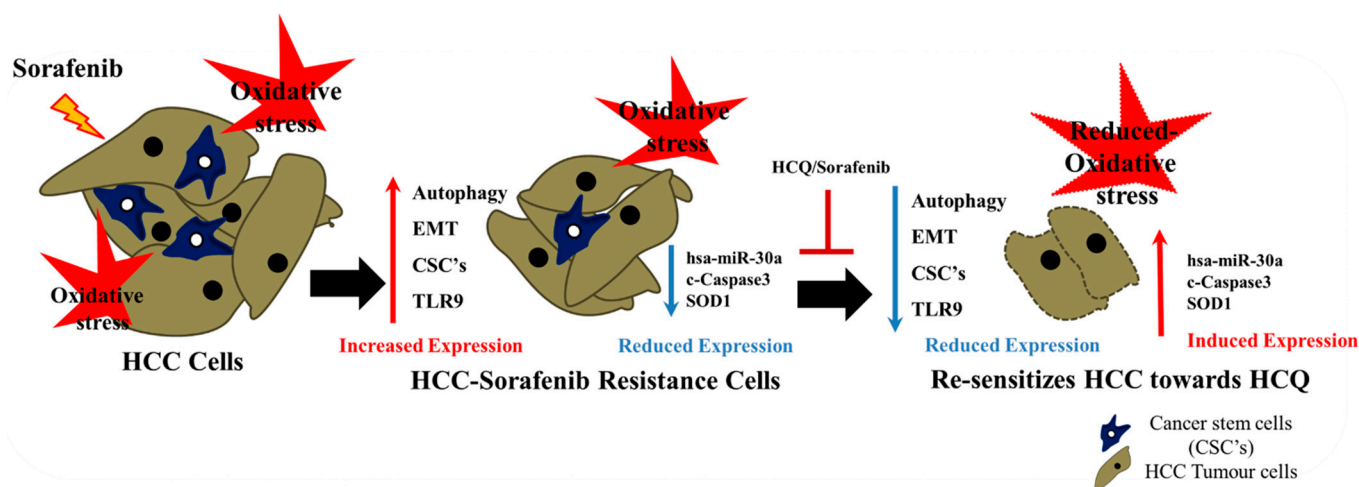 Sorafenib
Oxidative
stress
Oxidative
stress
HCC Cells
Autophagy
EMT
CSC's
TLR9
Increased Expression
Oxidative
stress
hsa-miR-30a
c-Caspase3
SOD1
Reduced Expression
HCC-Sorafenib Resistance Cells
HCQ/Sorafenib
Autophagy
EMT
CSC's
TLR9
Reduced Expression
Reduced-
Oxidative
stress
hsa-miR-30a
c-Caspase3
SOD1
Induced Expression
Re-sensitizes HCC towards HCQ
Cancer stem cells
(CSC's)
HCC Tumour cells